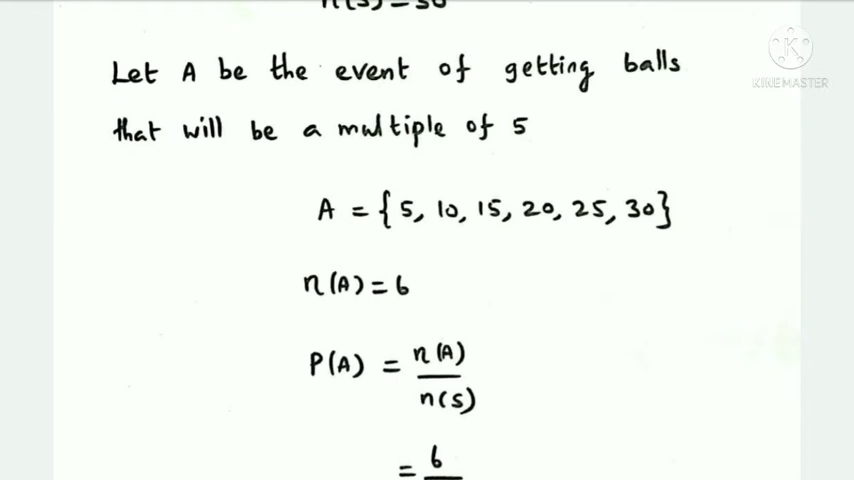 n(S) = 30
Let A be the event of getting balls
that will be a multiple of 5
A = {5, 10, 15, 20, 25, 30}
n(A) = 6
P(A) = n(A)
n(S)
= 6
KINEMASTER